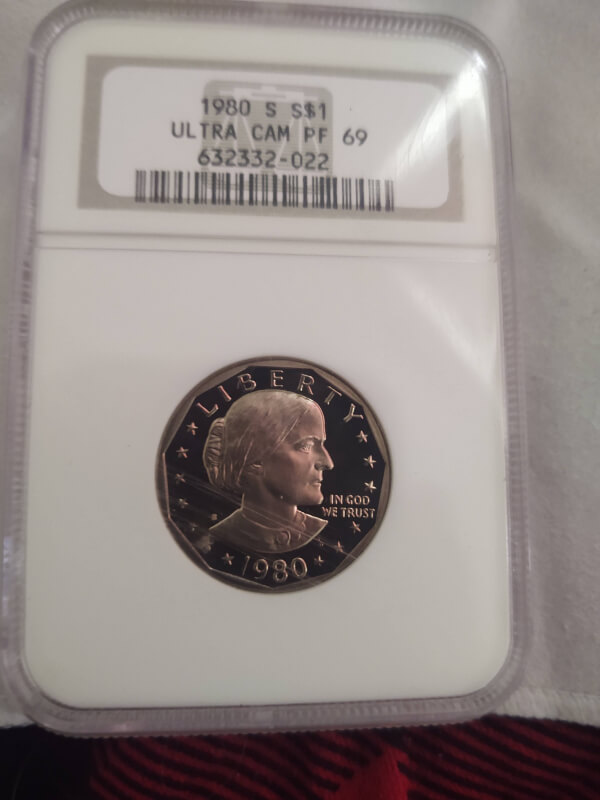 1980 S S$1
ULTRA CAM PF 69
632332-022
LIBERTY
IN GOD
WE TRUST
S
1980